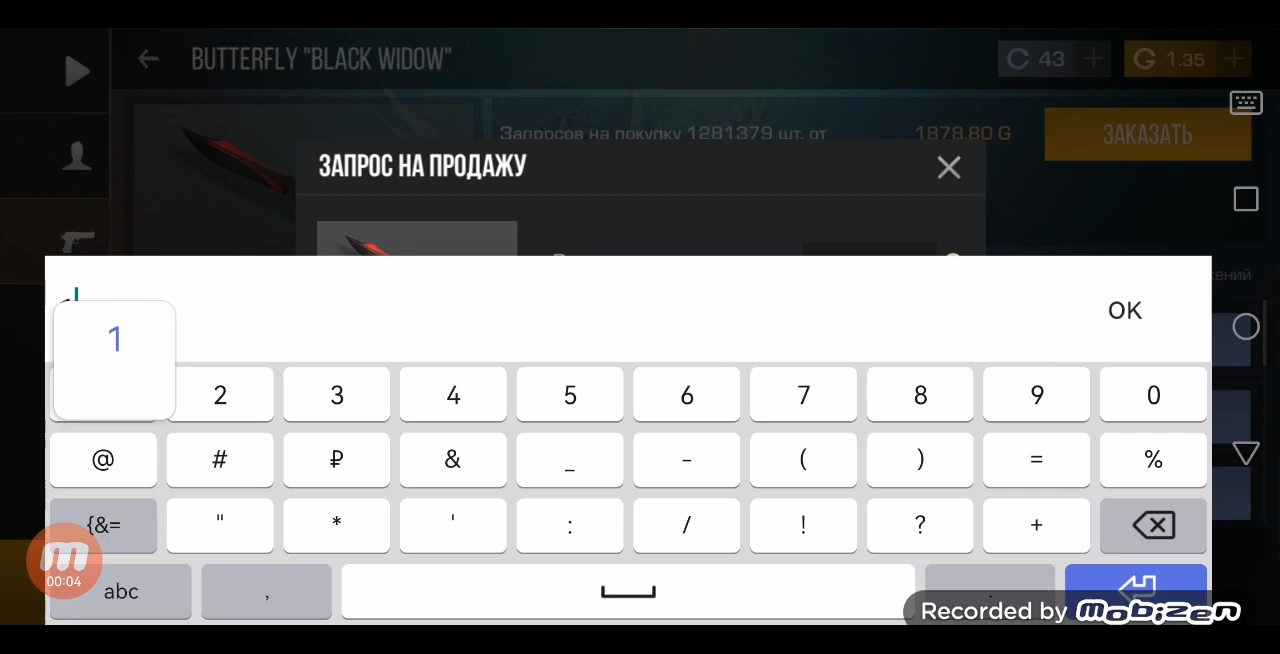 BUTTERFLY "BLACK WIDOW"
C 43 +
G 1.35 +
Запросов на покупку 1281379 шт. от 1878.80 G
ЗАКАЗАТЬ
ЗАПРОС НА ПРОДАЖУ
OK
1
2 3 4 5 6 7 8 9 0
@ # ₽ & _ - ( ) = %
{&= " * ' : / ! ? +
00:04
abc , .
Recorded by mobizen